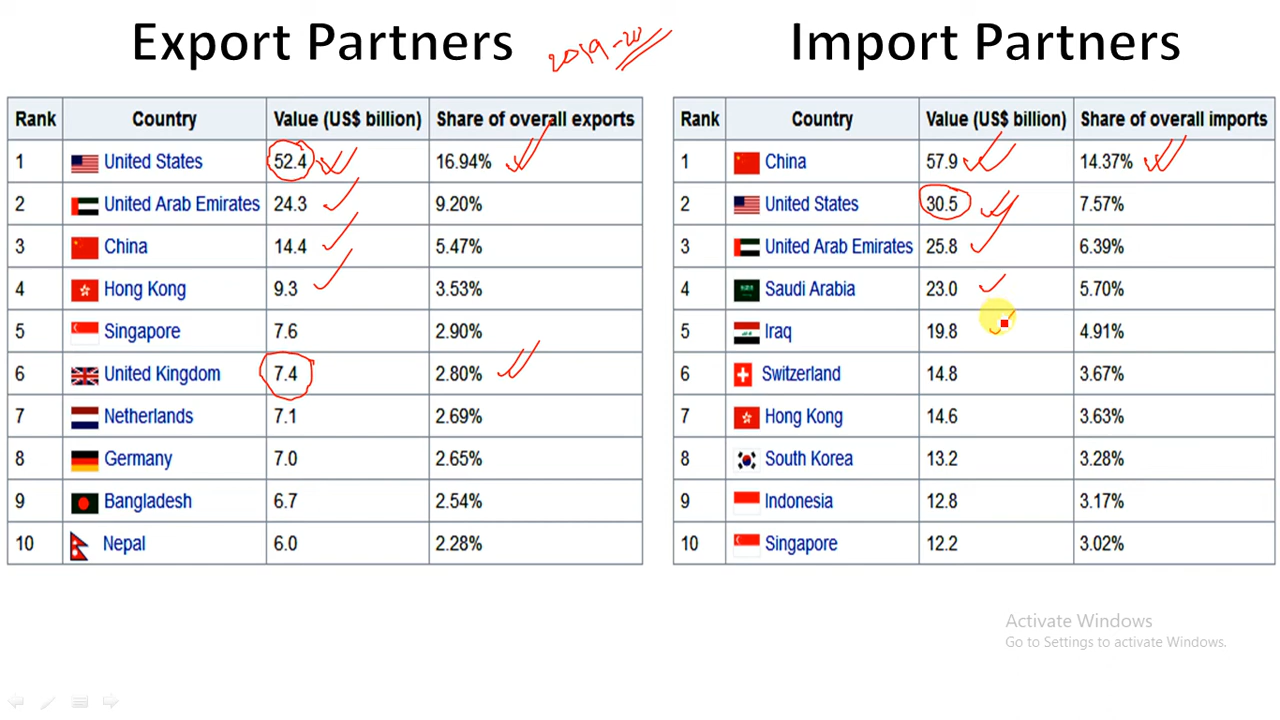 Export Partners
2019-20
Import Partners
Rank Country Value (US$ billion) Share of overall exports
1 United States 52.4 16.94%
2 United Arab Emirates 24.3 9.20%
3 China 14.4 5.47%
4 Hong Kong 9.3 3.53%
5 Singapore 7.6 2.90%
6 United Kingdom 7.4 2.80%
7 Netherlands 7.1 2.69%
8 Germany 7.0 2.65%
9 Bangladesh 6.7 2.54%
10 Nepal 6.0 2.28%
Rank Country Value (US$ billion) Share of overall imports
1 China 57.9 14.37%
2 United States 30.5 7.57%
3 United Arab Emirates 25.8 6.39%
4 Saudi Arabia 23.0 5.70%
5 Iraq 19.8 4.91%
6 Switzerland 14.8 3.67%
7 Hong Kong 14.6 3.63%
8 South Korea 13.2 3.28%
9 Indonesia 12.8 3.17%
10 Singapore 12.2 3.02%
Activate Windows
Go to Settings to activate Windows.